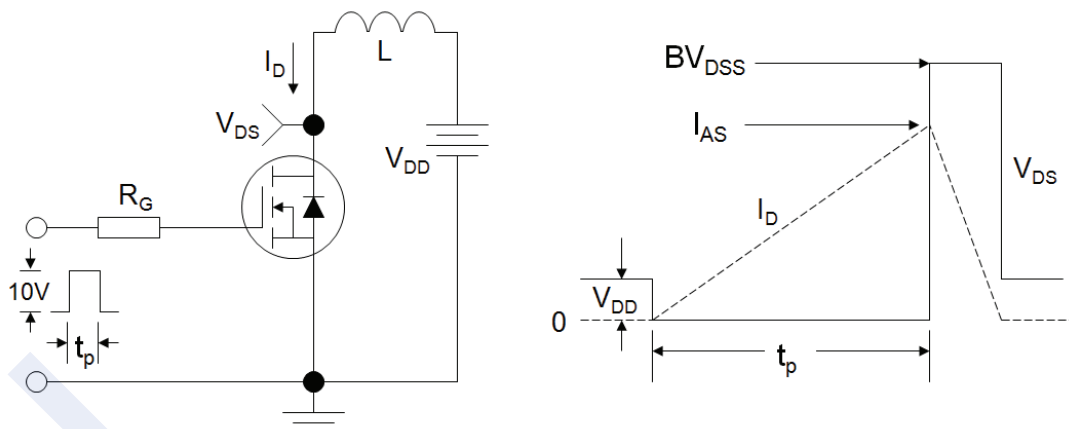 L
I_D
V_DS
V_DD
R_G
10V
t_p
BV_DSS
I_AS
V_DS
I_D
V_DD
0
t_p